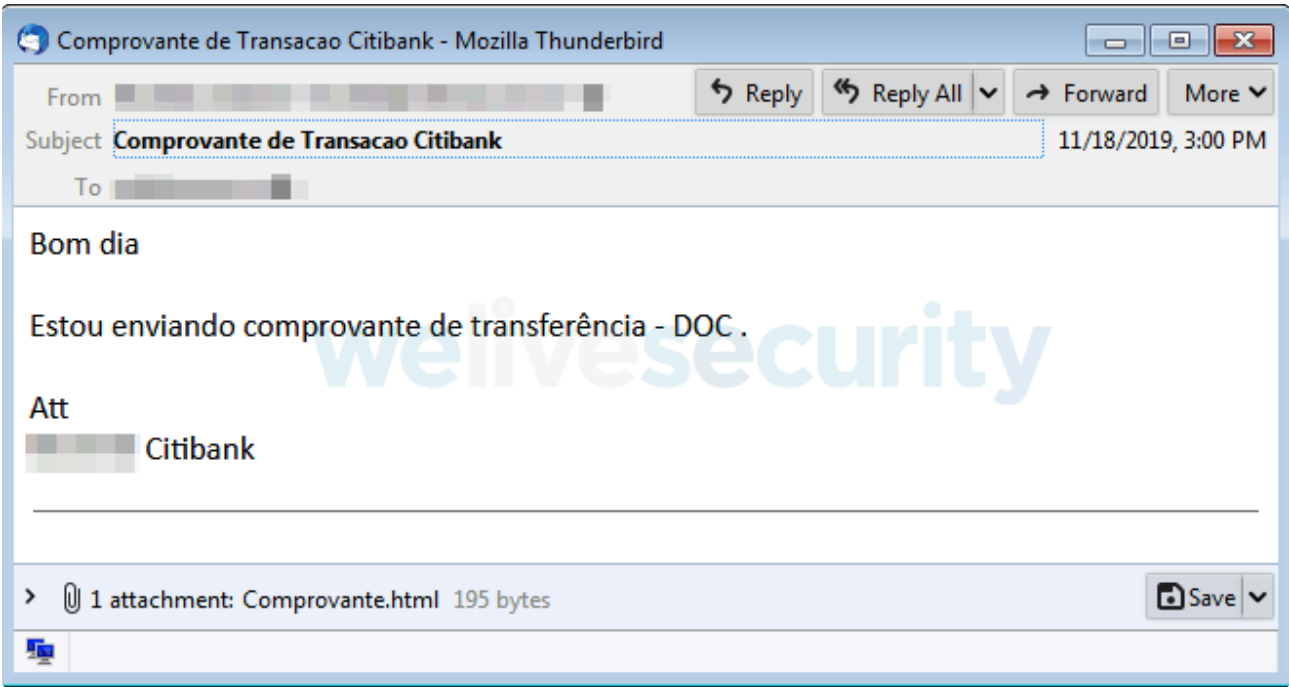 Comprovante de Transacao Citibank - Mozilla Thunderbird
From Reply Reply All Forward More
Subject Comprovante de Transacao Citibank 11/18/2019, 3:00 PM
To
Bom dia
Estou enviando comprovante de transferência - DOC .
welivesecurity
Att
Citibank
1 attachment: Comprovante.html 195 bytes Save